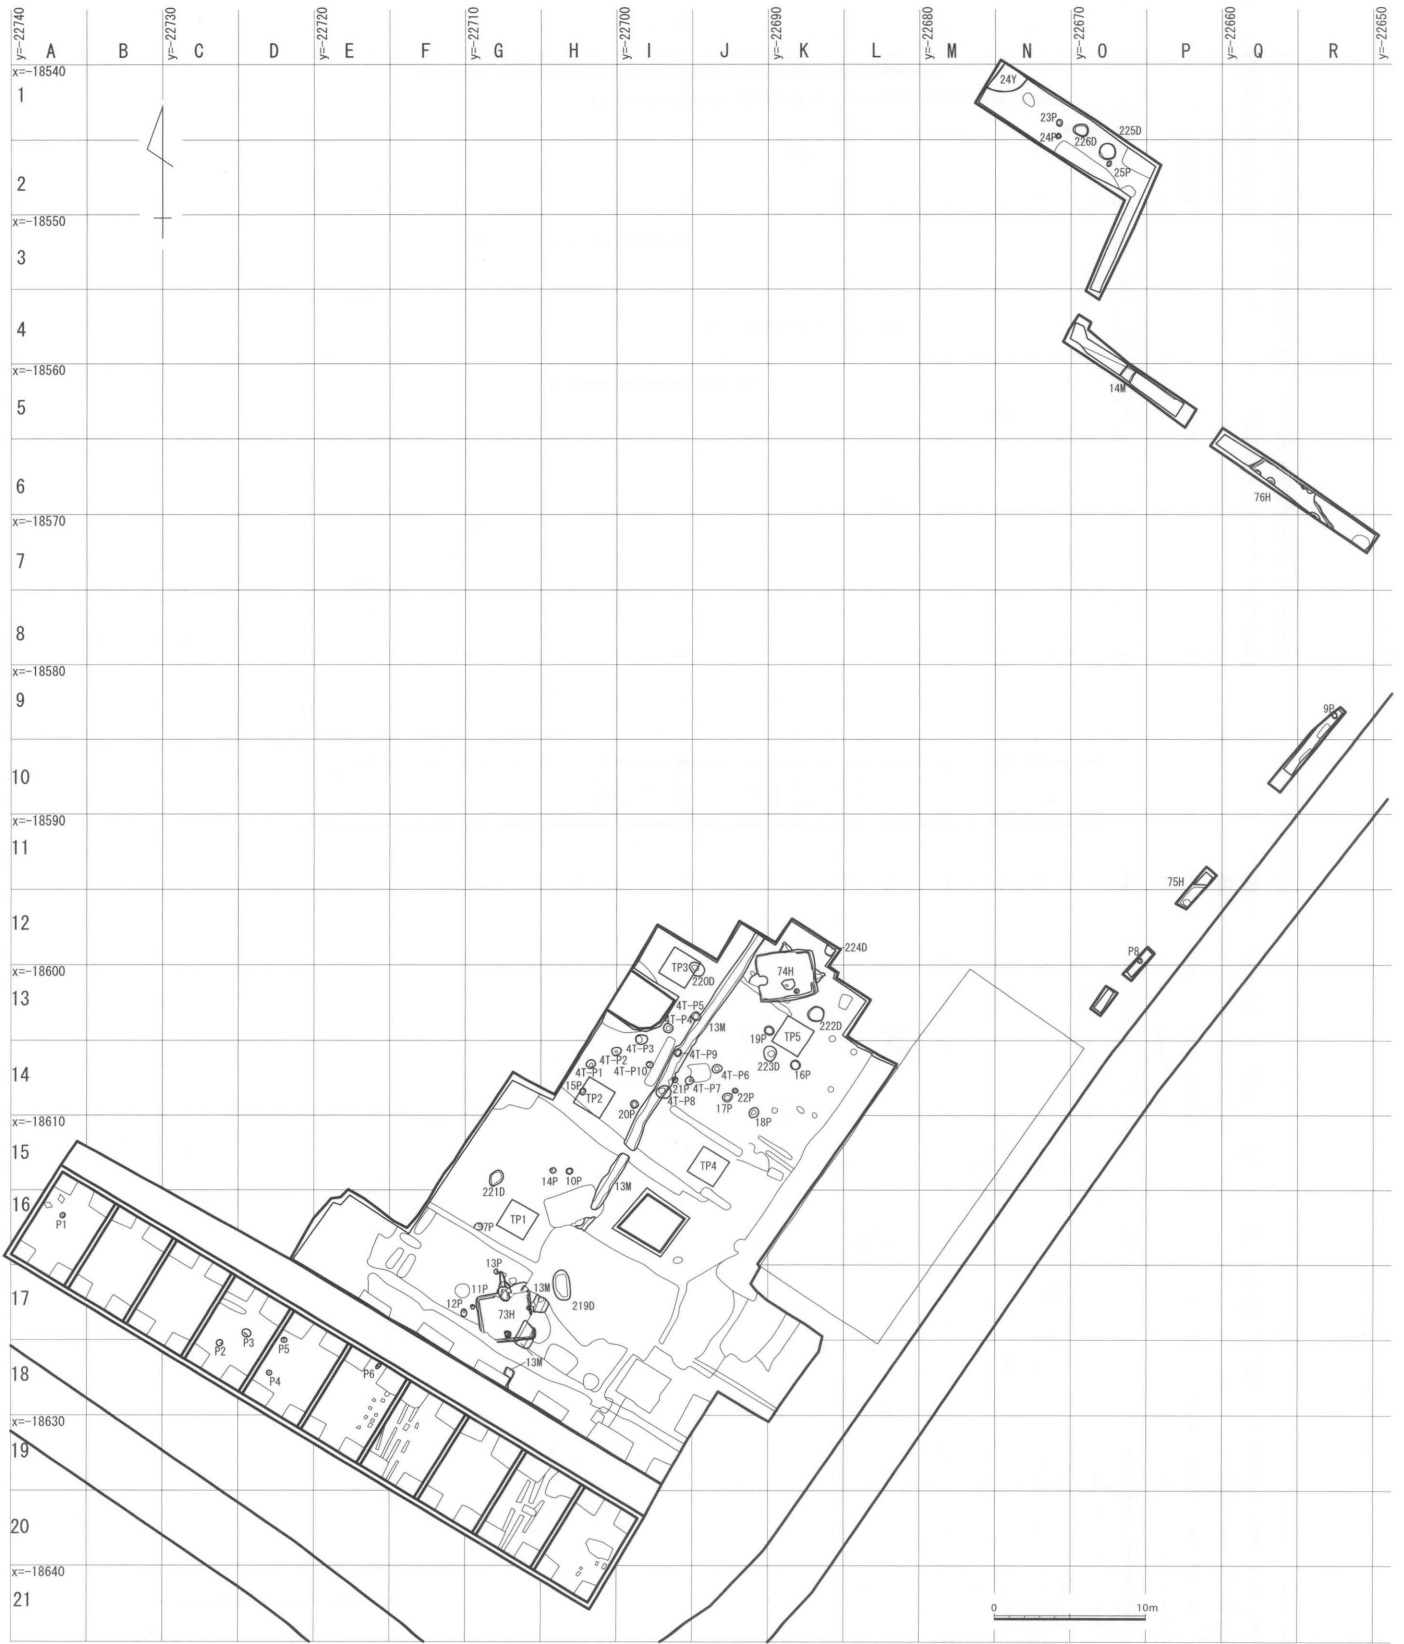 y=-22740
y=-22730
y=-22720
y=-22710
y=-22700
y=-22690
y=-22680
y=-22670
y=-22660
y=-22650
A B C D E F G H I J K L M N O P Q R
x=-18540
1
24Y
23P
24P
226D
225D
25P
2
x=-18550
3
4
x=-18560
14M
5
6
76H
x=-18570
7
8
x=-18580
9
9P
10
x=-18590
11
75H
12
P8
224D
x=-18600
TP3
220D
74H
13
4T-P5
4T-P4
13M
222D
19P
TP5
4T-P3
4T-P9
4T-P2
223D
14
4T-P1
4T-P10
4T-P6
16P
15P
TP2
21P
4T-P7
22P
4T-P8
17P
20P
18P
x=-18610
15
TP4
14P
10P
221D
13M
16
P1
TP1
7P
13P
17
11P
13M
219D
12P
73H
P3
P2
P5
P6
13M
18
P4
x=-18630
19
20
x=-18640
21
0 10m